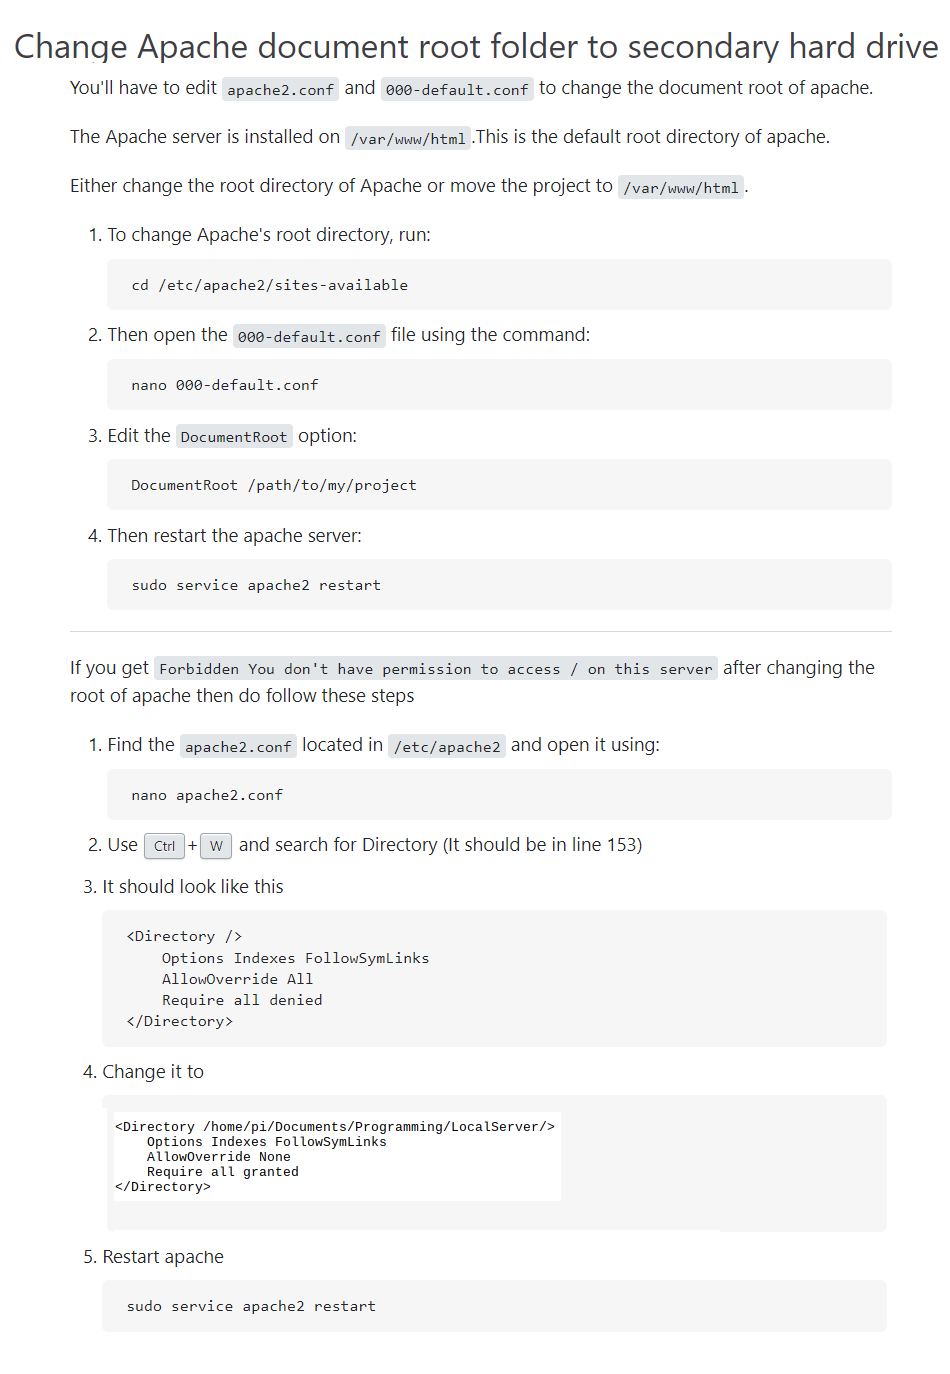 Change Apache document root folder to secondary hard drive
You'll have to edit apache2.conf and 000-default.conf to change the document root of apache.
The Apache server is installed on /var/www/html.This is the default root directory of apache.
Either change the root directory of Apache or move the project to /var/www/html.
1. To change Apache's root directory, run:
cd /etc/apache2/sites-available
2. Then open the 000-default.conf file using the command:
nano 000-default.conf
3. Edit the DocumentRoot option:
DocumentRoot /path/to/my/project
4. Then restart the apache server:
sudo service apache2 restart
If you get Forbidden You don't have permission to access / on this server after changing the
root of apache then do follow these steps
1. Find the apache2.conf located in /etc/apache2 and open it using:
nano apache2.conf
2. Use Ctrl + W and search for Directory (It should be in line 153)
3. It should look like this
<Directory />
    Options Indexes FollowSymLinks
    AllowOverride All
    Require all denied
</Directory>
4. Change it to
<Directory /home/pi/Documents/Programming/LocalServer/>
    Options Indexes FollowSymLinks
    AllowOverride None
    Require all granted
</Directory>
5. Restart apache
sudo service apache2 restart